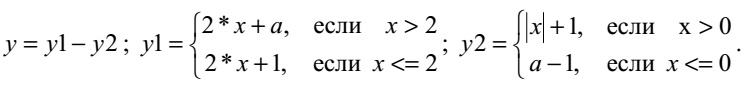 y = y1 − y2 ; y1 = { 2 * x + a, если x > 2 ; 2 * x + 1, если x <= 2 ; y2 = { |x| + 1, если x > 0 ; a − 1, если x <= 0 .